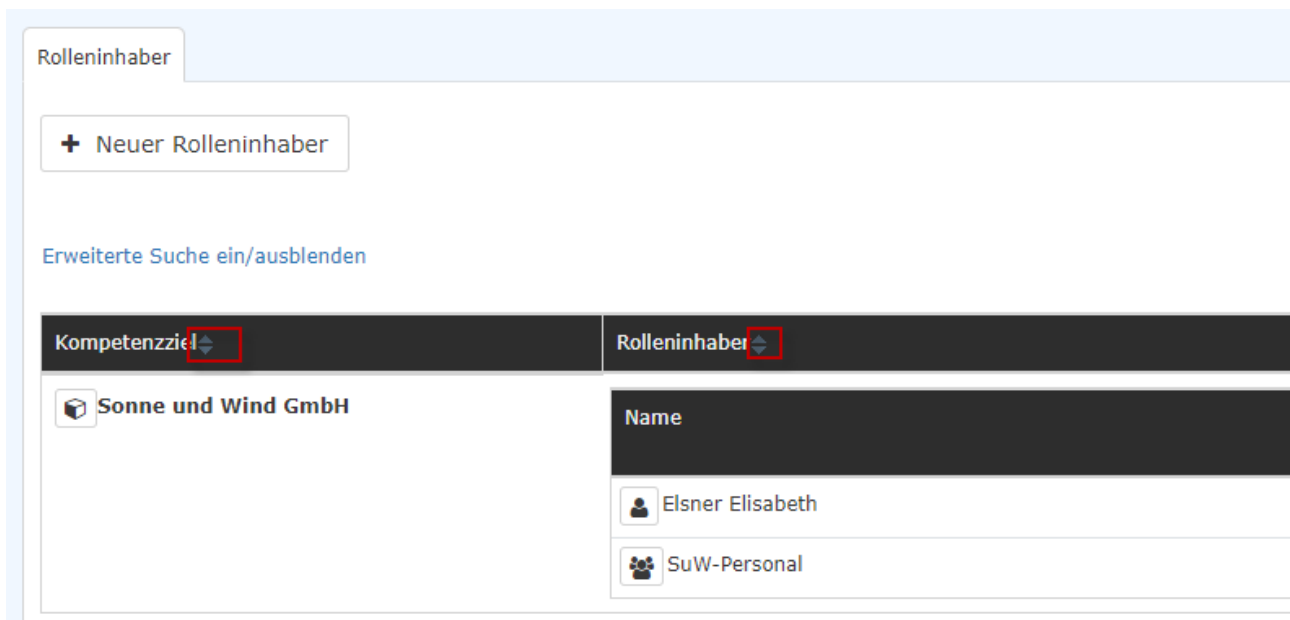 Rolleninhaber
+ Neuer Rolleninhaber
Erweiterte Suche ein/ausblenden
Kompetenzziel Rolleninhaber
Sonne und Wind GmbH
Name
Elsner Elisabeth
SuW-Personal